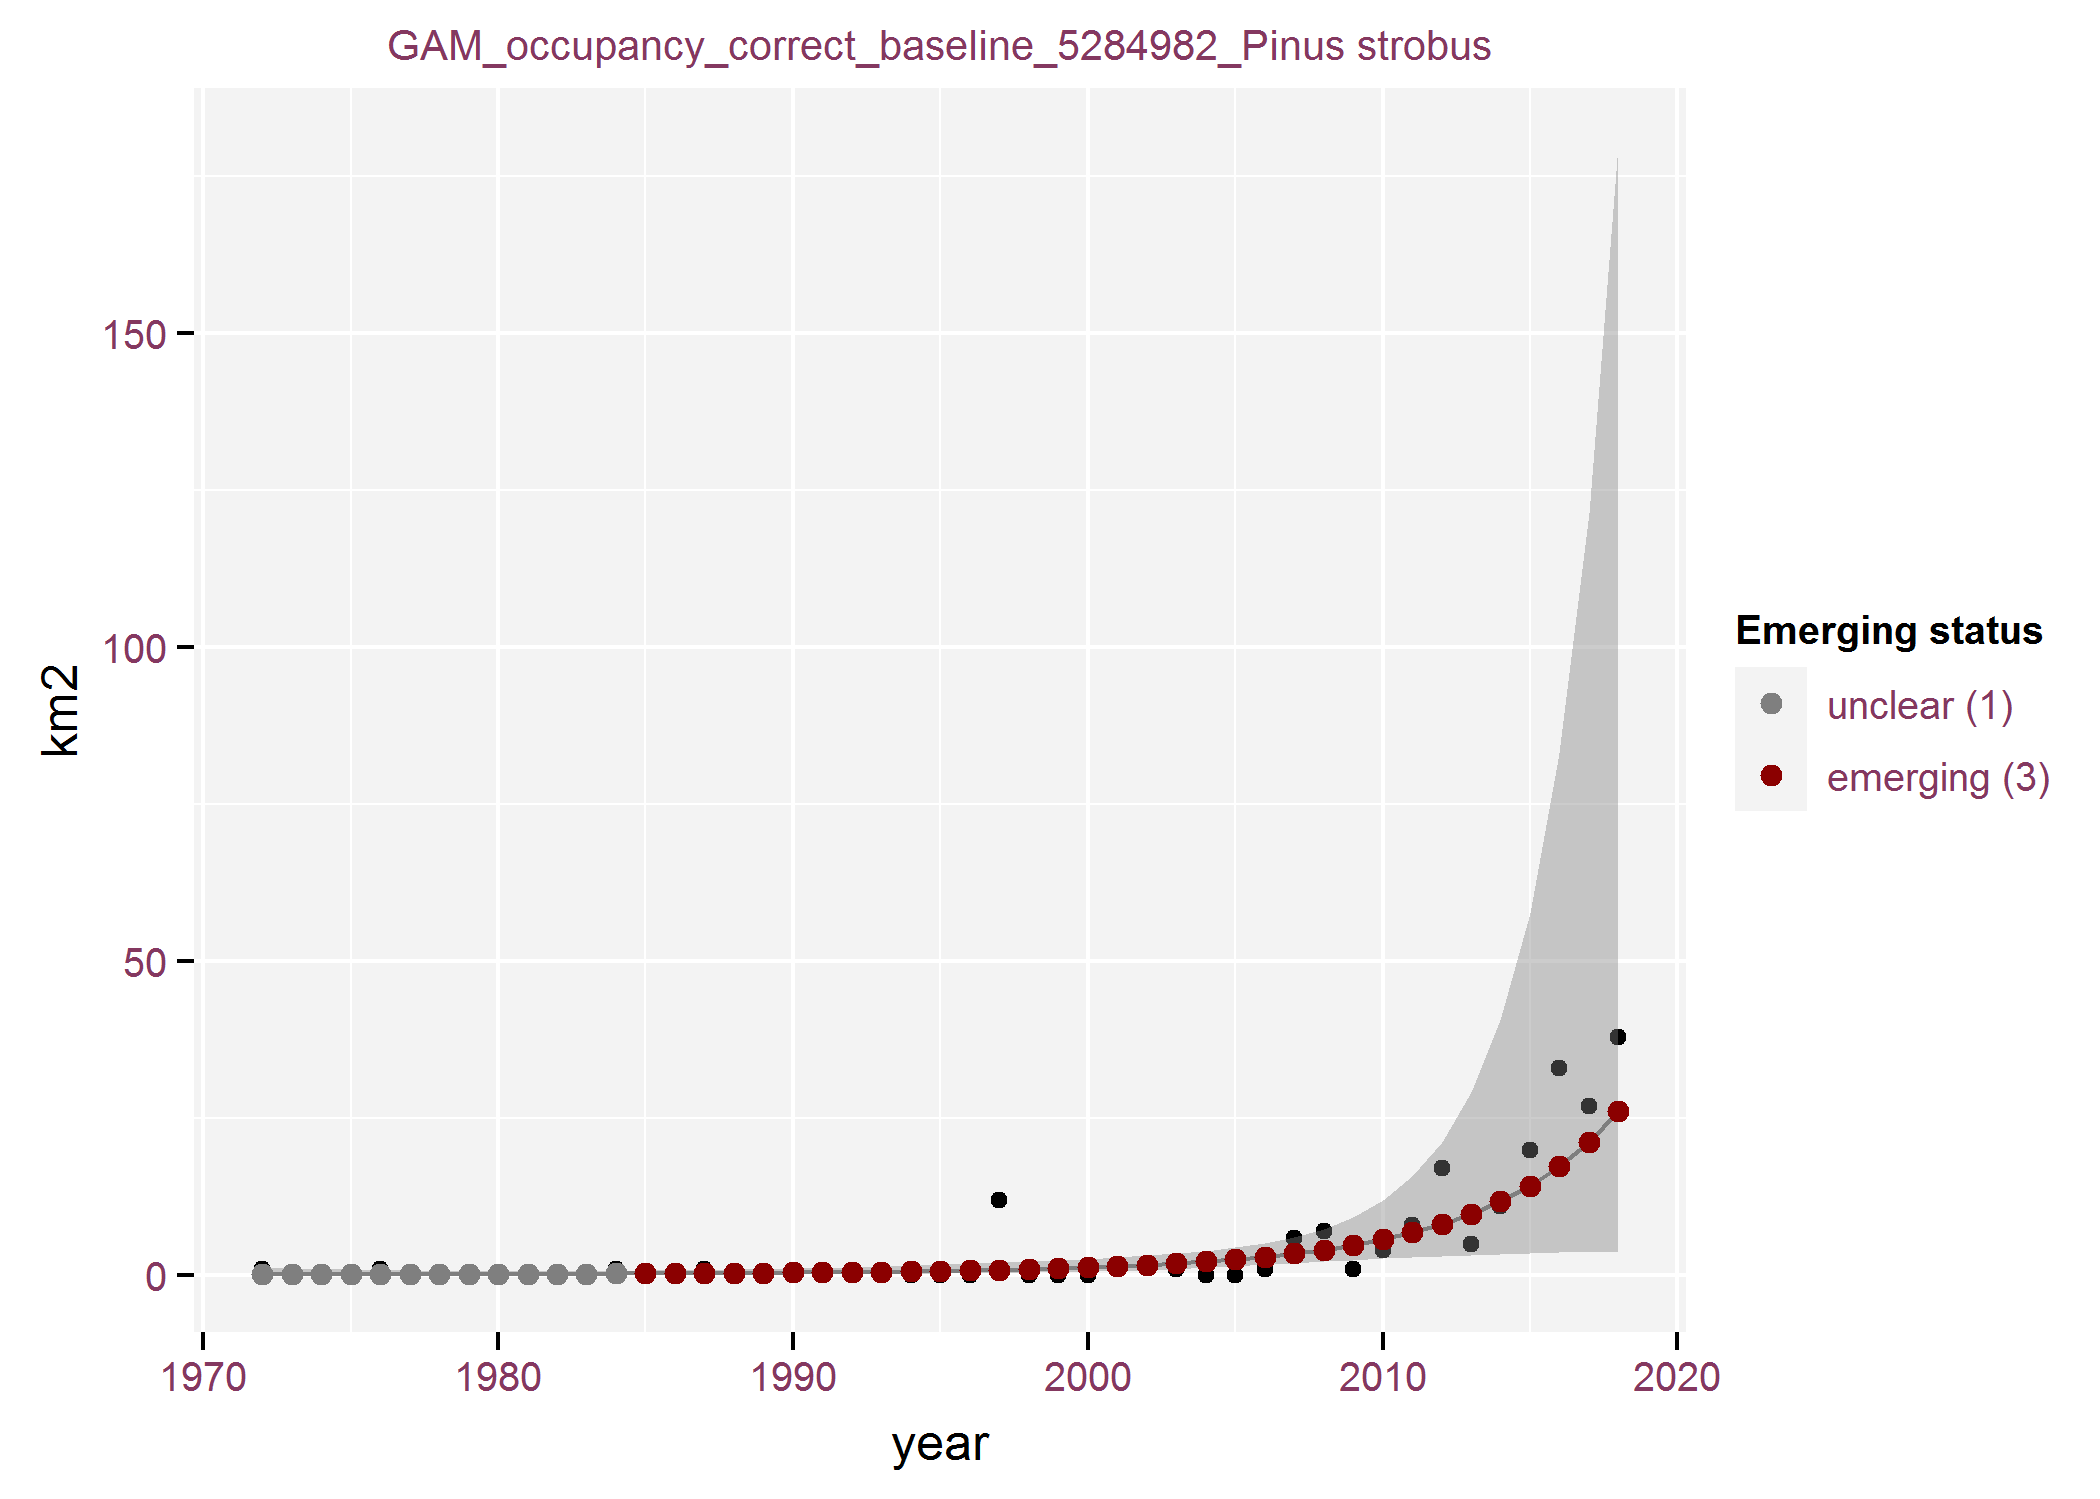 GAM_occupancy_correct_baseline_5284982_Pinus strobus
150
100
50
0
km2
1970 1980 1990 2000 2010 2020
year
Emerging status
unclear (1)
emerging (3)